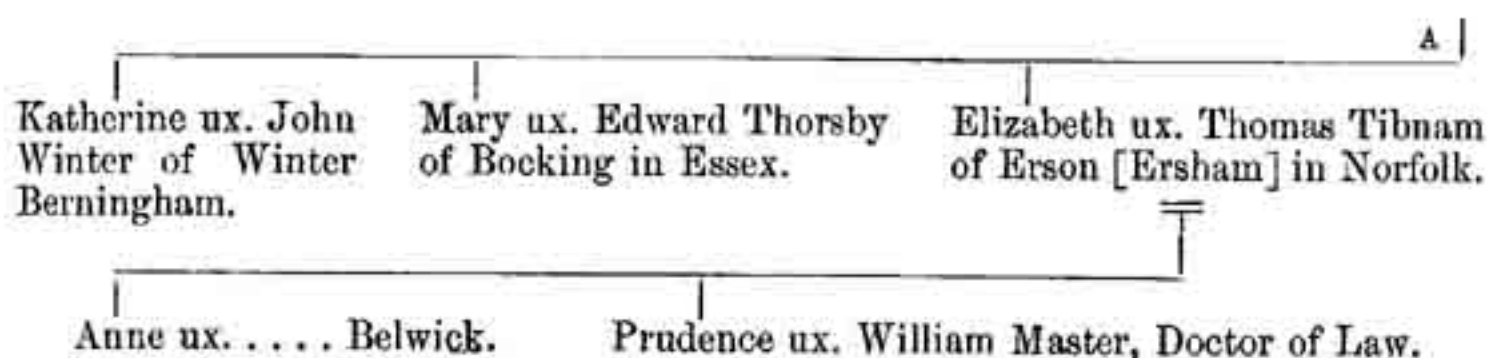 A
Katherine ux. John
Winter of Winter
Berningham.
Mary ux. Edward Thorsby
of Bocking in Essex.
Elizabeth ux. Thomas Tibnam
of Erson [Ersham] in Norfolk.
Anne ux. . . . . . Belwick.
Prudence ux. William Master, Doctor of Law.